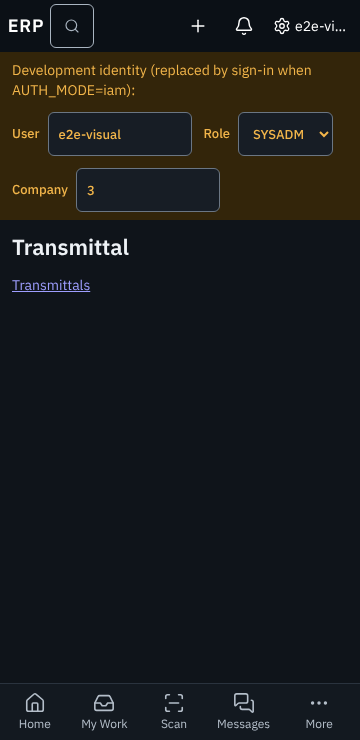 ERP
e2e-vi...
Development identity (replaced by sign-in when
AUTH_MODE=iam):
User e2e-visual Role SYSADM
Company 3
Transmittal
Transmittals
Home My Work Scan Messages More